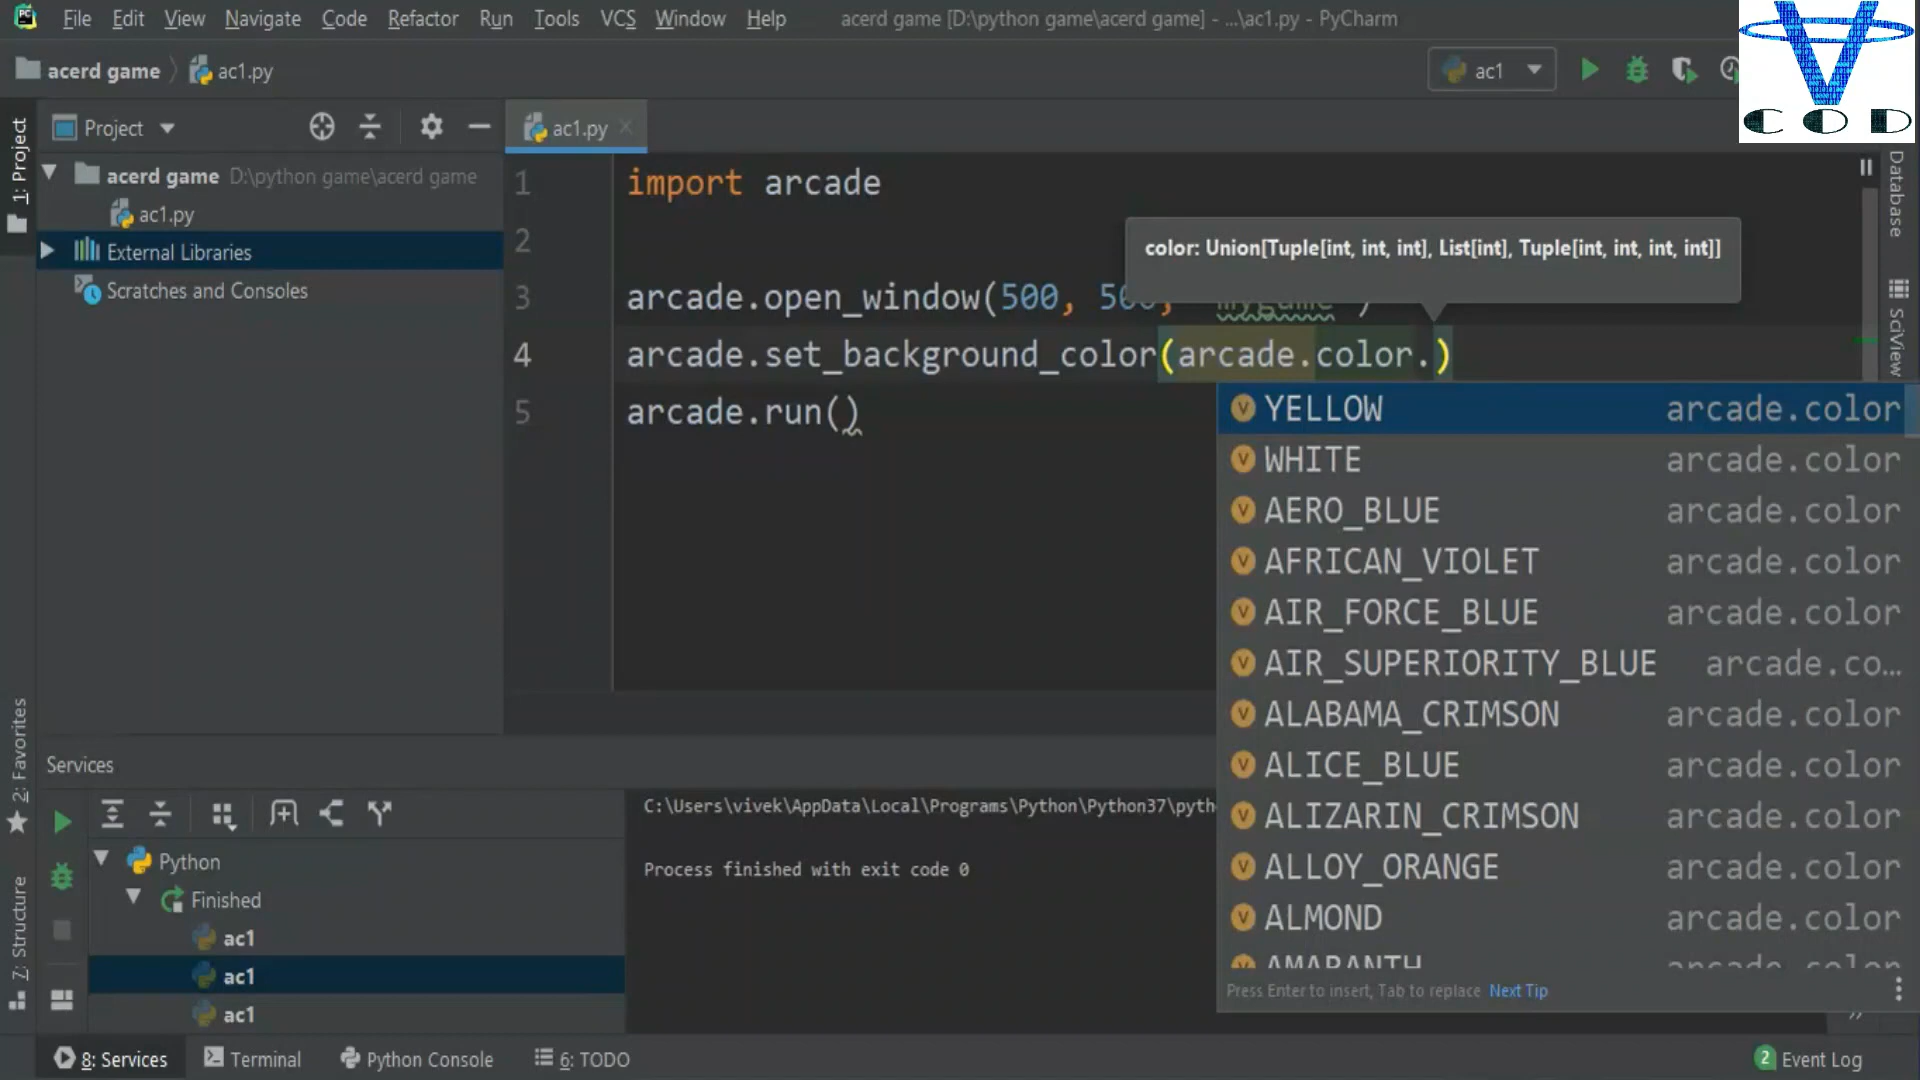 File Edit View Navigate Code Refactor Run Tools VCS Window Help acerd game [D:\python game\acerd game] - ...\ac1.py - PyCharm
acerd game ac1.py
ac1
V
COD
1: Project
Project
ac1.py
acerd game D:\python game\acerd game
ac1.py
External Libraries
Scratches and Consoles
1 import arcade
2
color: Union[Tuple[int, int, int], List[int], Tuple[int, int, int, int]]
3 arcade.open_window(500, 500, mygame )
4 arcade.set_background_color(arcade.color.)
5 arcade.run()
YELLOW arcade.color
WHITE arcade.color
AERO_BLUE arcade.color
AFRICAN_VIOLET arcade.color
AIR_FORCE_BLUE arcade.color
AIR_SUPERIORITY_BLUE arcade.co…
ALABAMA_CRIMSON arcade.color
ALICE_BLUE arcade.color
ALIZARIN_CRIMSON arcade.color
ALLOY_ORANGE arcade.color
ALMOND arcade.color
AMARANTH arcade.color
Press Enter to insert, Tab to replace Next Tip
Database
SciView
2: Favorites
7: Structure
Services
Python
Finished
ac1
ac1
ac1
C:\Users\vivek\AppData\Local\Programs\Python\Python37\pyth
Process finished with exit code 0
8: Services Terminal Python Console 6: TODO
2 Event Log